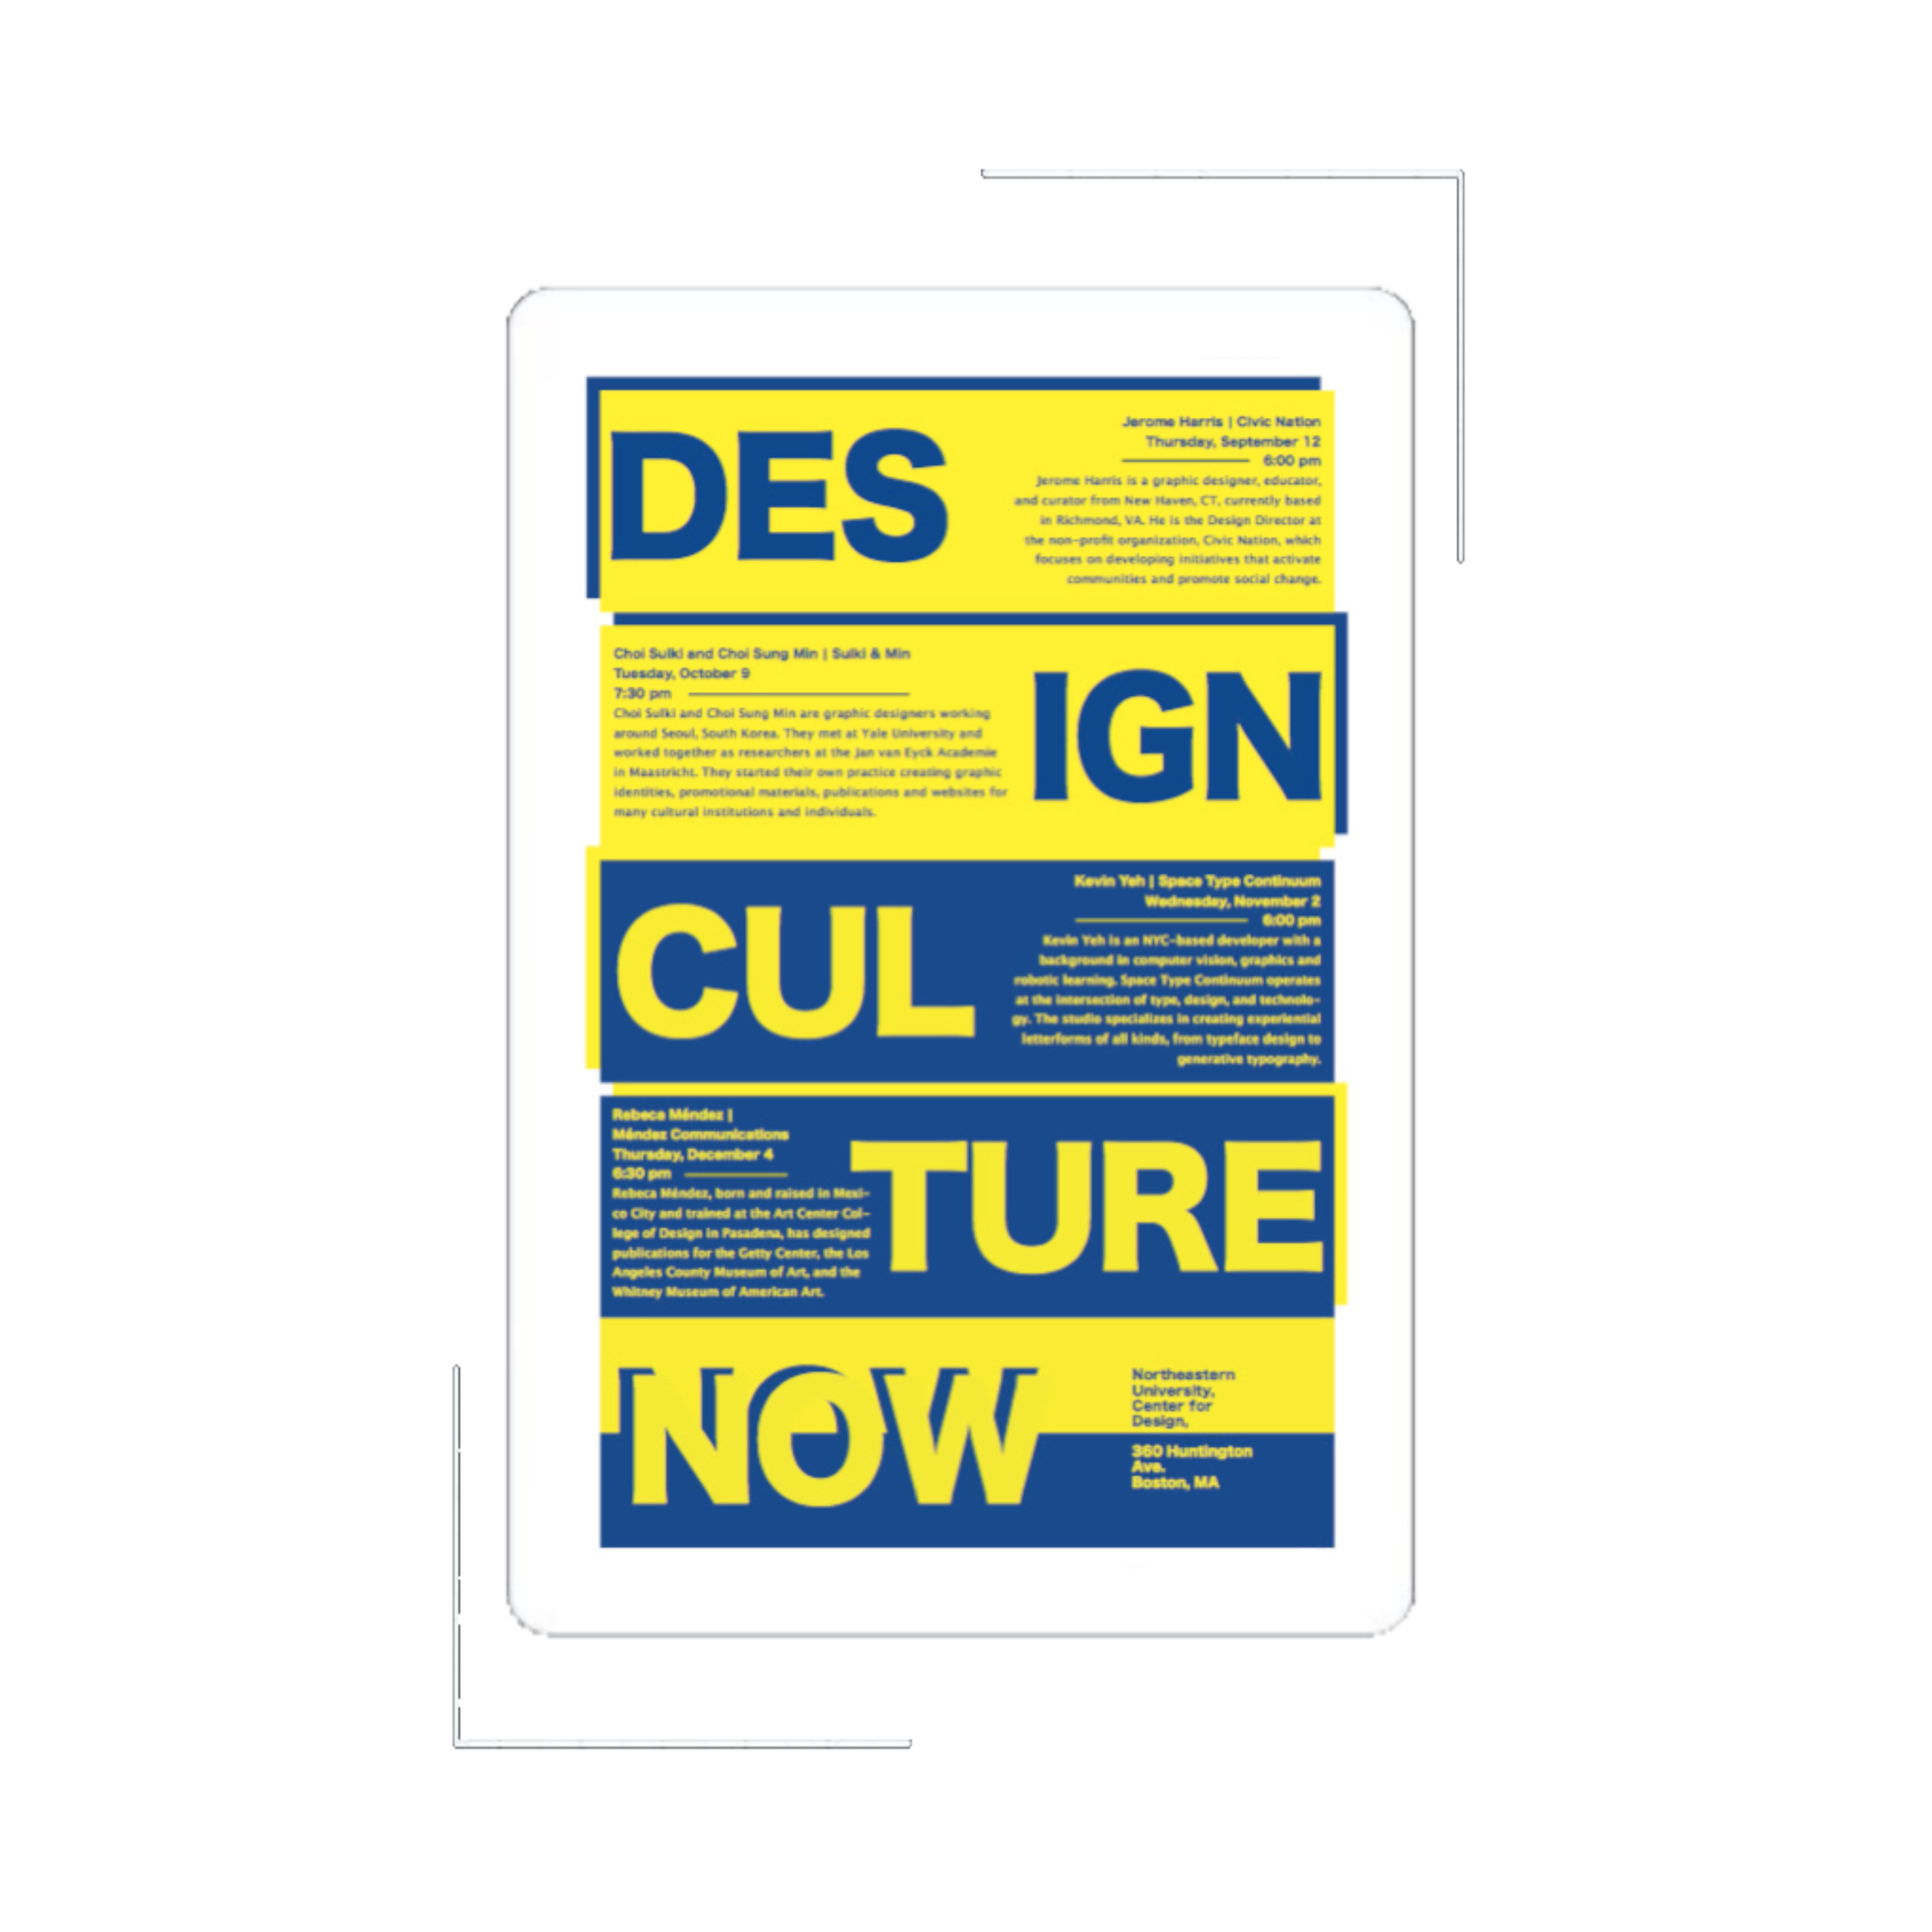 DES
Jerome Harris | Civic Nation
Thursday, September 12
6:00 pm
Jerome Harris is a graphic designer, educator,
and curator from New Haven, CT, currently based
in Richmond, VA. He is the Design Director at
the non-profit organization, Civic Nation, which
focuses on developing initiatives that activate
communities and promote social change.
Choi Sulki and Choi Sung Min | Sulki & Min
Tuesday, October 9
7:30 pm
Choi Sulki and Choi Sung Min are graphic designers working
around Seoul, South Korea. They met at Yale University and
worked together as researchers at the Jan van Eyck Academie
in Maastricht. They started their own practice creating graphic
identities, promotional materials, publications and websites for
many cultural institutions and individuals.
IGN
CUL
Kevin Yeh | Space Type Continuum
Wednesday, November 2
6:00 pm
Kevin Yeh is an NYC-based developer with a
background in computer vision, graphics and
robotic learning. Space Type Continuum operates
at the intersection of type, design, and technolo-
gy. The studio specializes in creating experiential
letterforms of all kinds, from typeface design to
generative typography.
Rebeca Méndez |
Méndez Communications
Thursday, December 4
6:30 pm
Rebeca Méndez, born and raised in Mexi-
co City and trained at the Art Center Col-
lege of Design in Pasadena, has designed
publications for the Getty Center, the Los
Angeles County Museum of Art, and the
Whitney Museum of American Art.
TURE
NOW
Northeastern
University,
Center for
Design,
360 Huntington
Ave.
Boston, MA